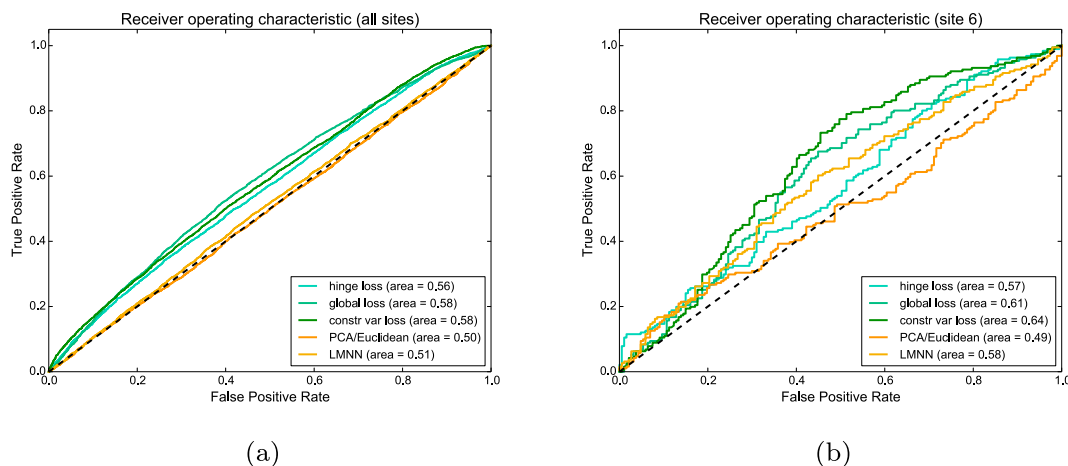 Receiver operating characteristic (all sites)
True Positive Rate
1.0
0.8
0.6
0.4
0.2
0.0
0.0 0.2 0.4 0.6 0.8 1.0
False Positive Rate
hinge loss (area = 0.56)
global loss (area = 0.58)
constr var loss (area = 0.58)
PCA/Euclidean (area = 0.50)
LMNN (area = 0.51)
(a)
Receiver operating characteristic (site 6)
True Positive Rate
1.0
0.8
0.6
0.4
0.2
0.0
0.0 0.2 0.4 0.6 0.8 1.0
False Positive Rate
hinge loss (area = 0.57)
global loss (area = 0.61)
constr var loss (area = 0.64)
PCA/Euclidean (area = 0.49)
LMNN (area = 0.58)
(b)